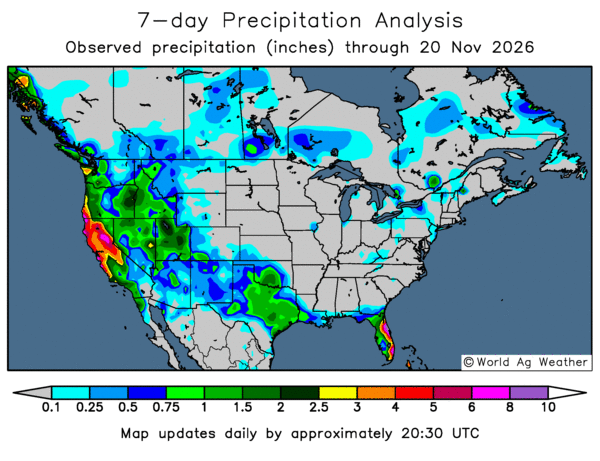 7-day Precipitation Analysis
Observed precipitation (inches) through 20 Nov 2026
© World Ag Weather
0.1 0.25 0.5 0.75 1 1.5 2 2.5 3 4 5 6 8 10
Map updates daily by approximately 20:30 UTC